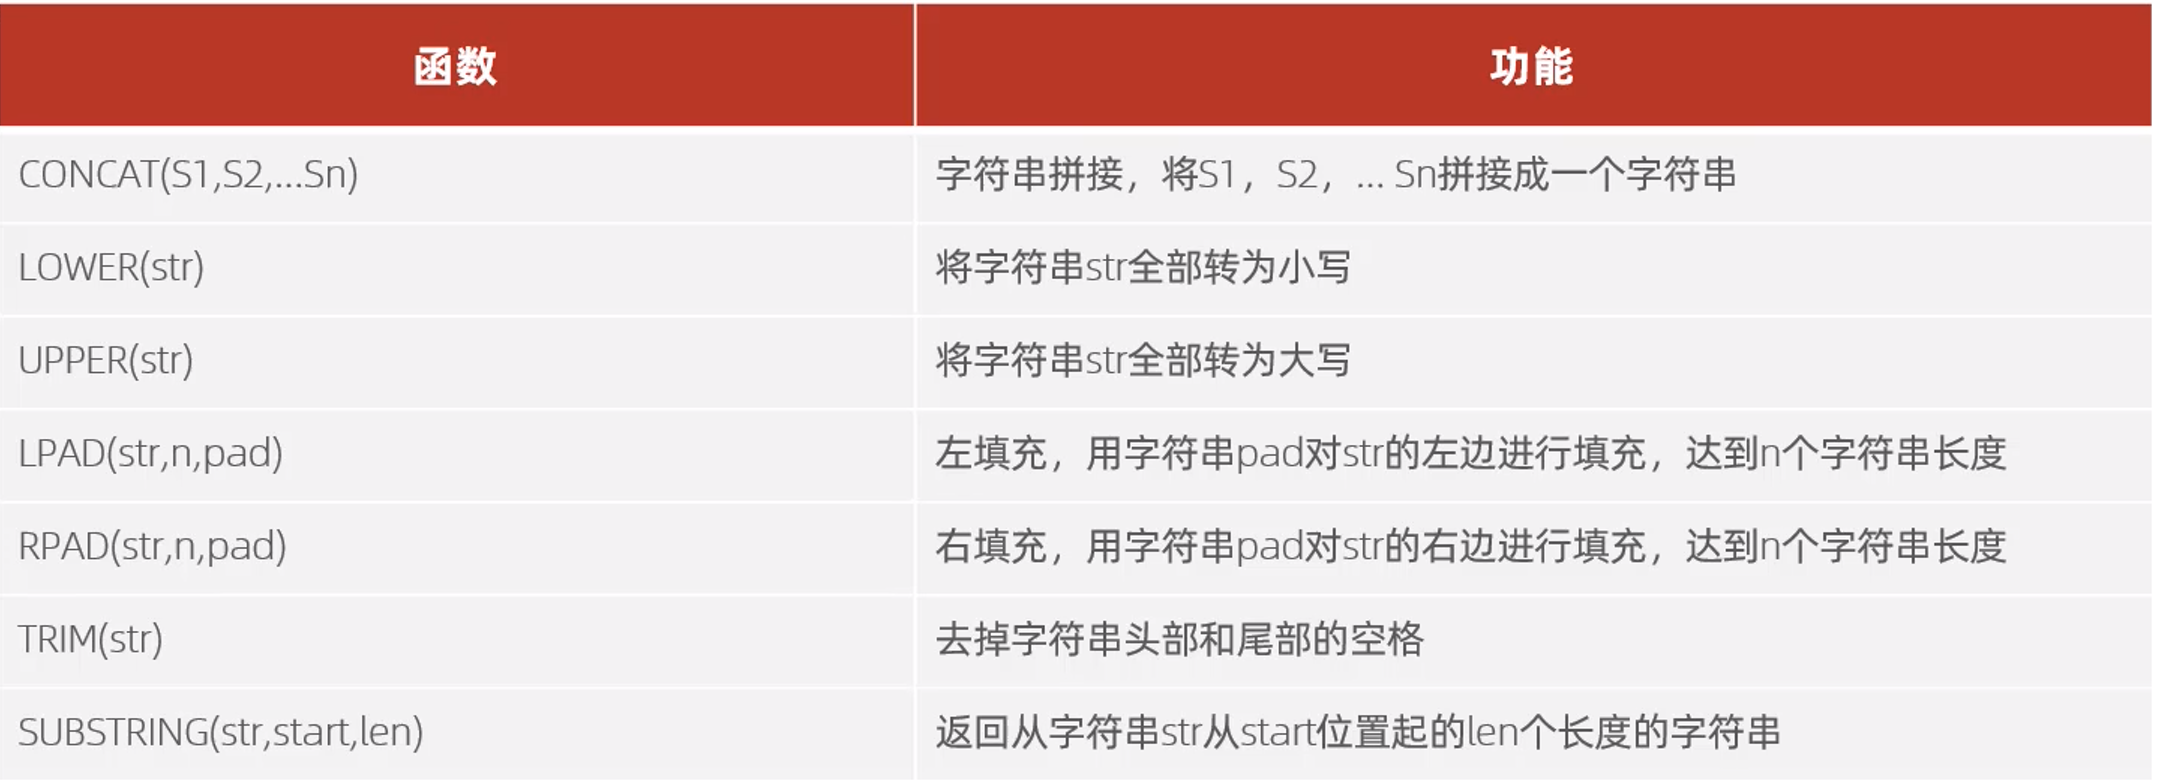 函数
功能
CONCAT(S1,S2,...Sn)
字符串拼接，将S1，S2，... Sn拼接成一个字符串
LOWER(str)
将字符串str全部转为小写
UPPER(str)
将字符串str全部转为大写
LPAD(str,n,pad)
左填充，用字符串pad对str的左边进行填充，达到n个字符串长度
RPAD(str,n,pad)
右填充，用字符串pad对str的右边进行填充，达到n个字符串长度
TRIM(str)
去掉字符串头部和尾部的空格
SUBSTRING(str,start,len)
返回从字符串str从start位置起的len个长度的字符串